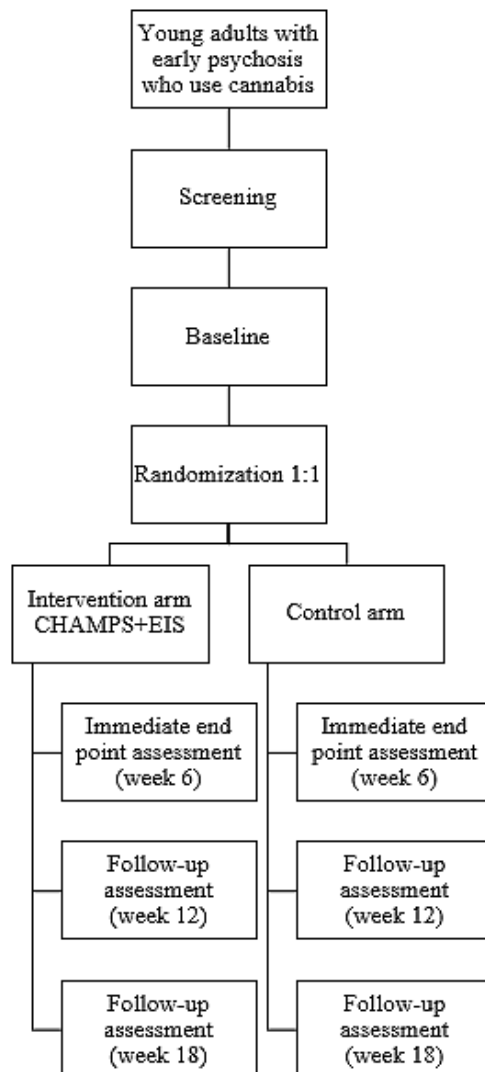 Young adults with
early psychosis
who use cannabis
Screening
Baseline
Randomization 1:1
Intervention arm
CHAMPS+EIS
Control arm
Immediate end
point assessment
(week 6)
Immediate end
point assessment
(week 6)
Follow-up
assessment
(week 12)
Follow-up
assessment
(week 12)
Follow-up
assessment
(week 18)
Follow-up
assessment
(week 18)